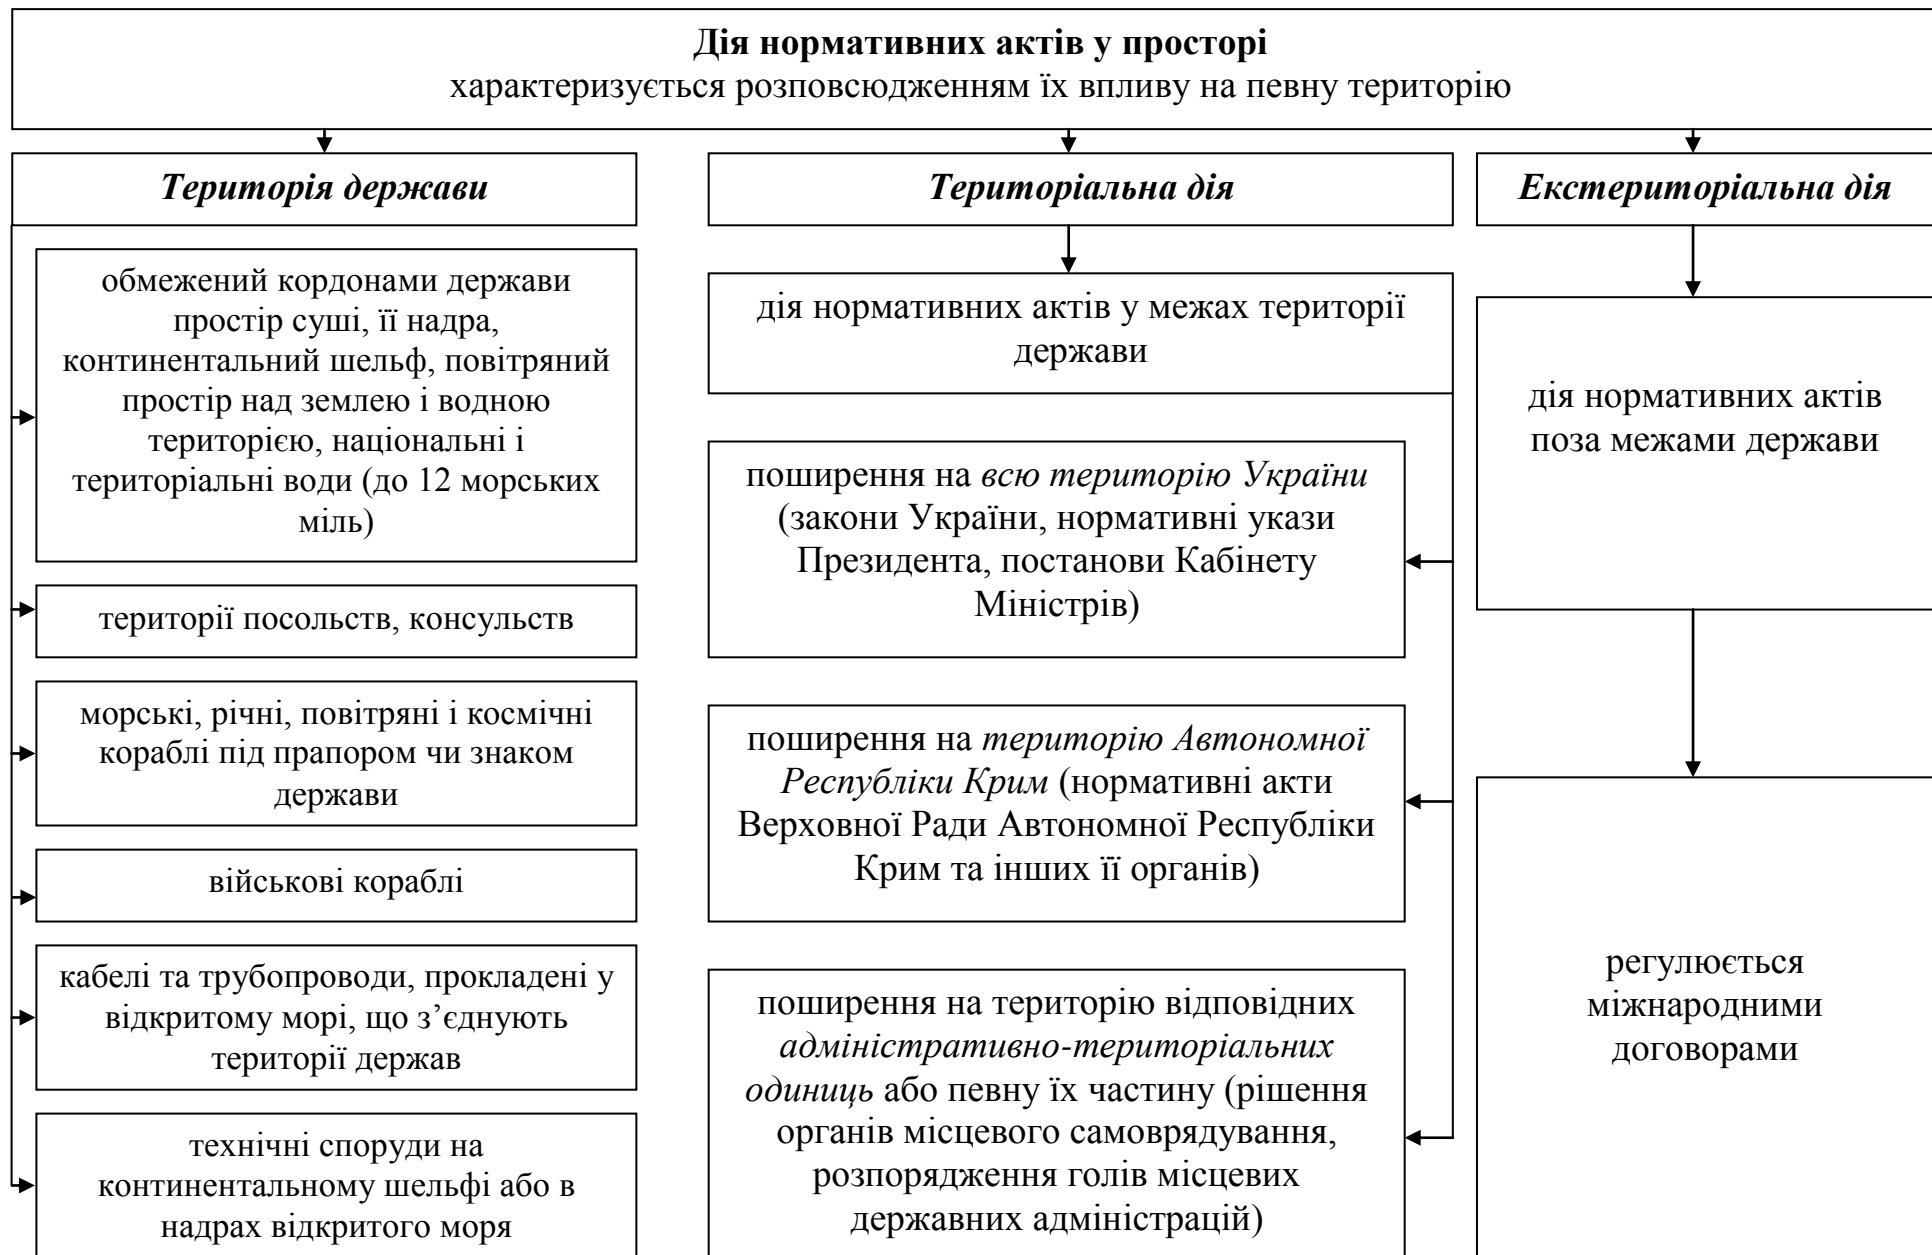 Дія нормативних актів у просторі
характеризується розповсюдженням їх впливу на певну територію
Територія держави
обмежений кордонами держави
простір суші, її надра,
континентальний шельф, повітряний
простір над землею і водною
територією, національні і
територіальні води (до 12 морських
міль)
території посольств, консульств
морські, річні, повітряні і космічні
кораблі під прапором чи знаком
держави
військові кораблі
кабелі та трубопроводи, прокладені у
відкритому морі, що з’єднують
території держав
технічні споруди на
континентальному шельфі або в
надрах відкритого моря
Територіальна дія
дія нормативних актів у межах території
держави
поширення на всю територію України
(закони України, нормативні укази
Президента, постанови Кабінету
Міністрів)
поширення на територію Автономної
Республіки Крим (нормативні акти
Верховної Ради Автономної Республіки
Крим та інших її органів)
поширення на територію відповідних
адміністративно-територіальних
одиниць або певну їх частину (рішення
органів місцевого самоврядування,
розпорядження голів місцевих
державних адміністрацій)
Екстериторіальна дія
дія нормативних актів
поза межами держави
регулюється
міжнародними
договорами